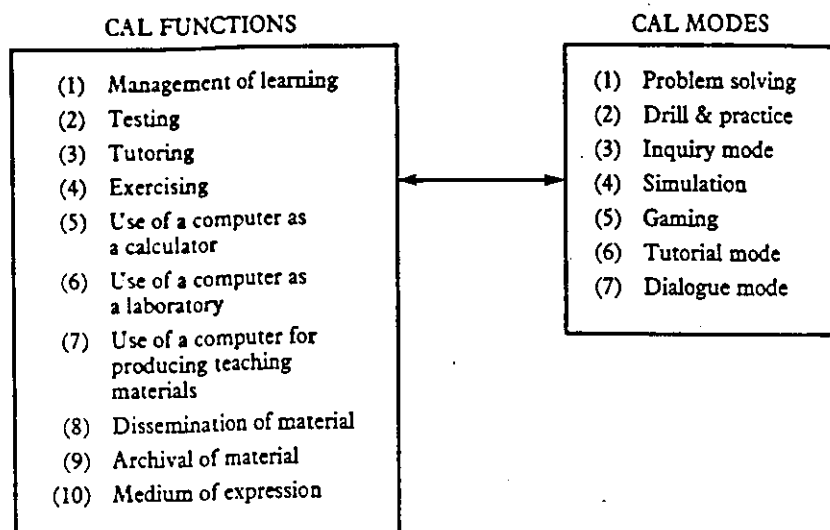 CAL FUNCTIONS
(1) Management of learning
(2) Testing
(3) Tutoring
(4) Exercising
(5) Use of a computer as
a calculator
(6) Use of a computer as
a laboratory
(7) Use of a computer for
producing teaching
materials
(8) Dissemination of material
(9) Archival of material
(10) Medium of expression
CAL MODES
(1) Problem solving
(2) Drill & practice
(3) Inquiry mode
(4) Simulation
(5) Gaming
(6) Tutorial mode
(7) Dialogue mode